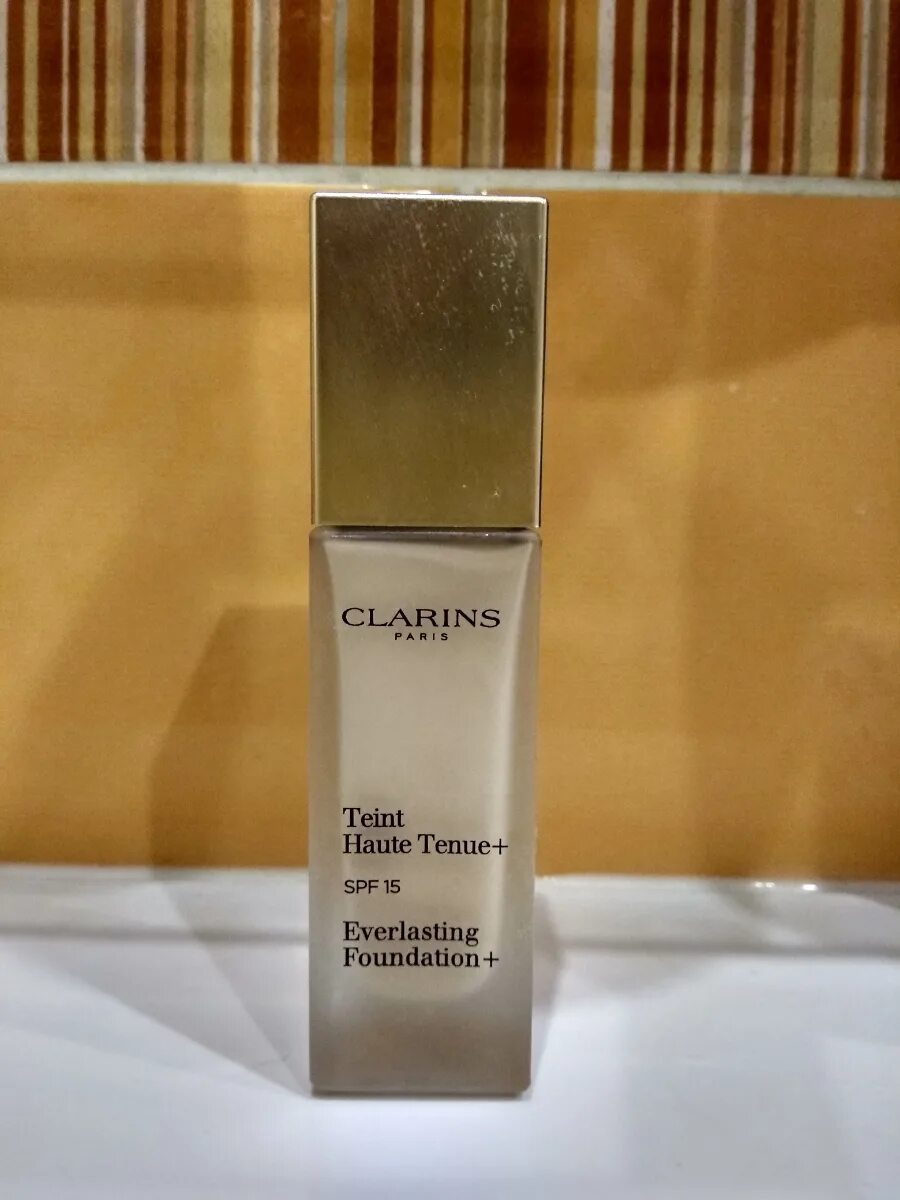 CLARINS
PARIS
Teint
Haute Tenue+
SPF 15
Everlasting
Foundation+